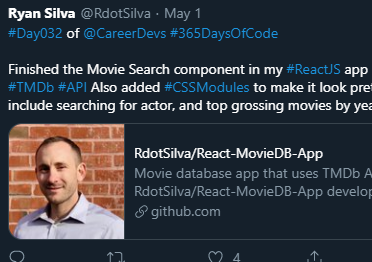 Ryan Silva @RdotSilva · May 1
#Day032 of @CareerDevs #365DaysOfCode
Finished the Movie Search component in my #ReactJS app
#TMDb #API Also added #CSSModules to make it look pret
include searching for actor, and top grossing movies by yea
RdotSilva/React-MovieDB-App
Movie database app that uses TMDb A
RdotSilva/React-MovieDB-App develop
github.com
4